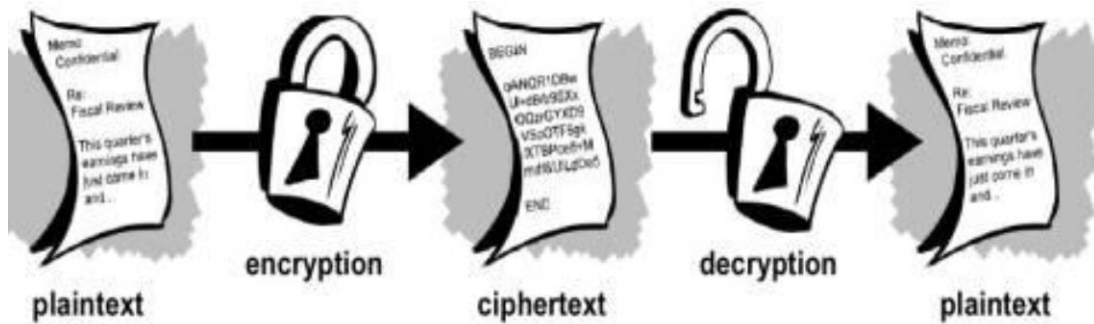 Memo:
Confidential
Re:
Fiscal Review
This quarter's
earnings have
just come in
and...
encryption
plaintext
BEGIN
END
ciphertext
decryption
Memo:
Confidential
Re:
Fiscal Review
This quarter's
earnings have
just come in
and...
plaintext